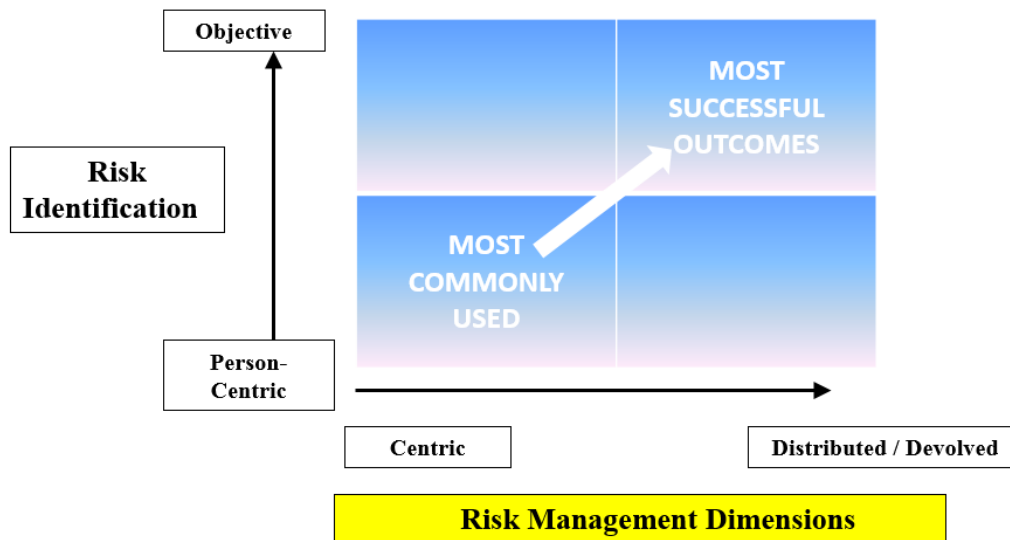 Objective
MOST
SUCCESSFUL
OUTCOMES
Risk
Identification
MOST
COMMONLY
USED
Person-
Centric
Centric
Distributed / Devolved
Risk Management Dimensions